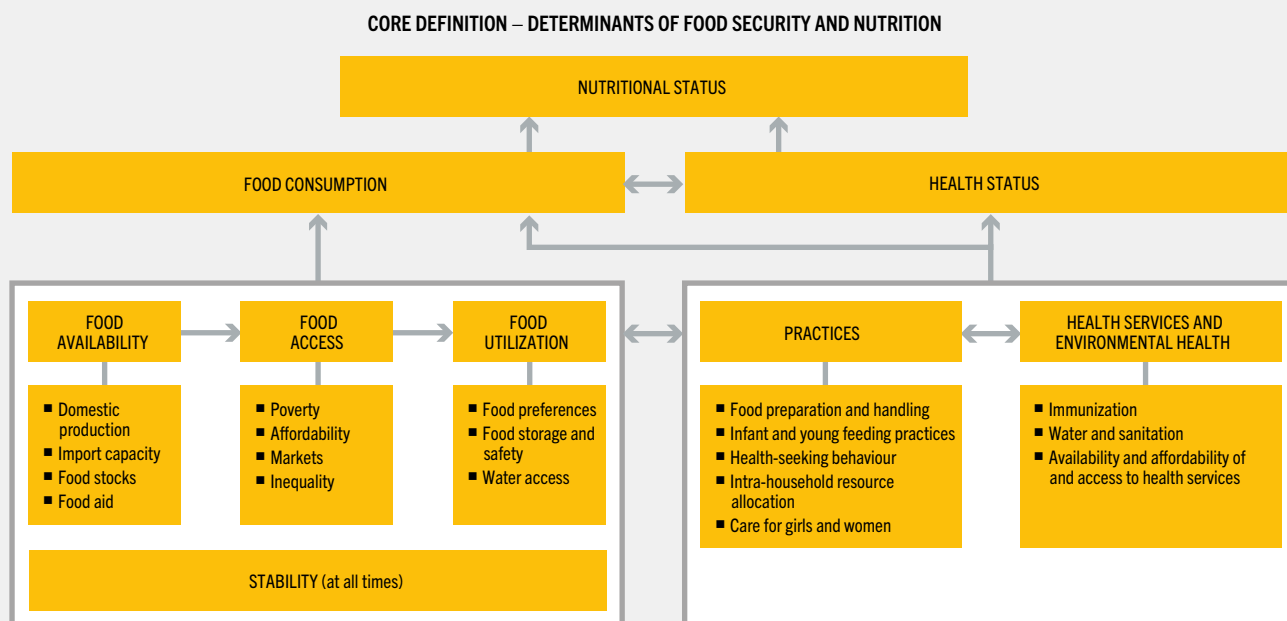 CORE DEFINITION – DETERMINANTS OF FOOD SECURITY AND NUTRITION
NUTRITIONAL STATUS
FOOD CONSUMPTION
HEALTH STATUS
FOOD
AVAILABILITY
FOOD
ACCESS
FOOD
UTILIZATION
■ Domestic
production
■ Import capacity
■ Food stocks
■ Food aid
■ Poverty
■ Affordability
■ Markets
■ Inequality
■ Food preferences
■ Food storage and
safety
■ Water access
STABILITY (at all times)
PRACTICES
HEALTH SERVICES AND
ENVIRONMENTAL HEALTH
■ Food preparation and handling
■ Infant and young feeding practices
■ Health-seeking behaviour
■ Intra-household resource
allocation
■ Care for girls and women
■ Immunization
■ Water and sanitation
■ Availability and affordability of
and access to health services